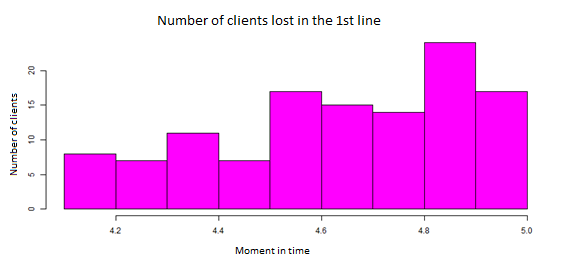 Number of clients lost in the 1st line
Number of clients
20
15
10
5
0
4.2 4.4 4.6 4.8 5.0
Moment in time